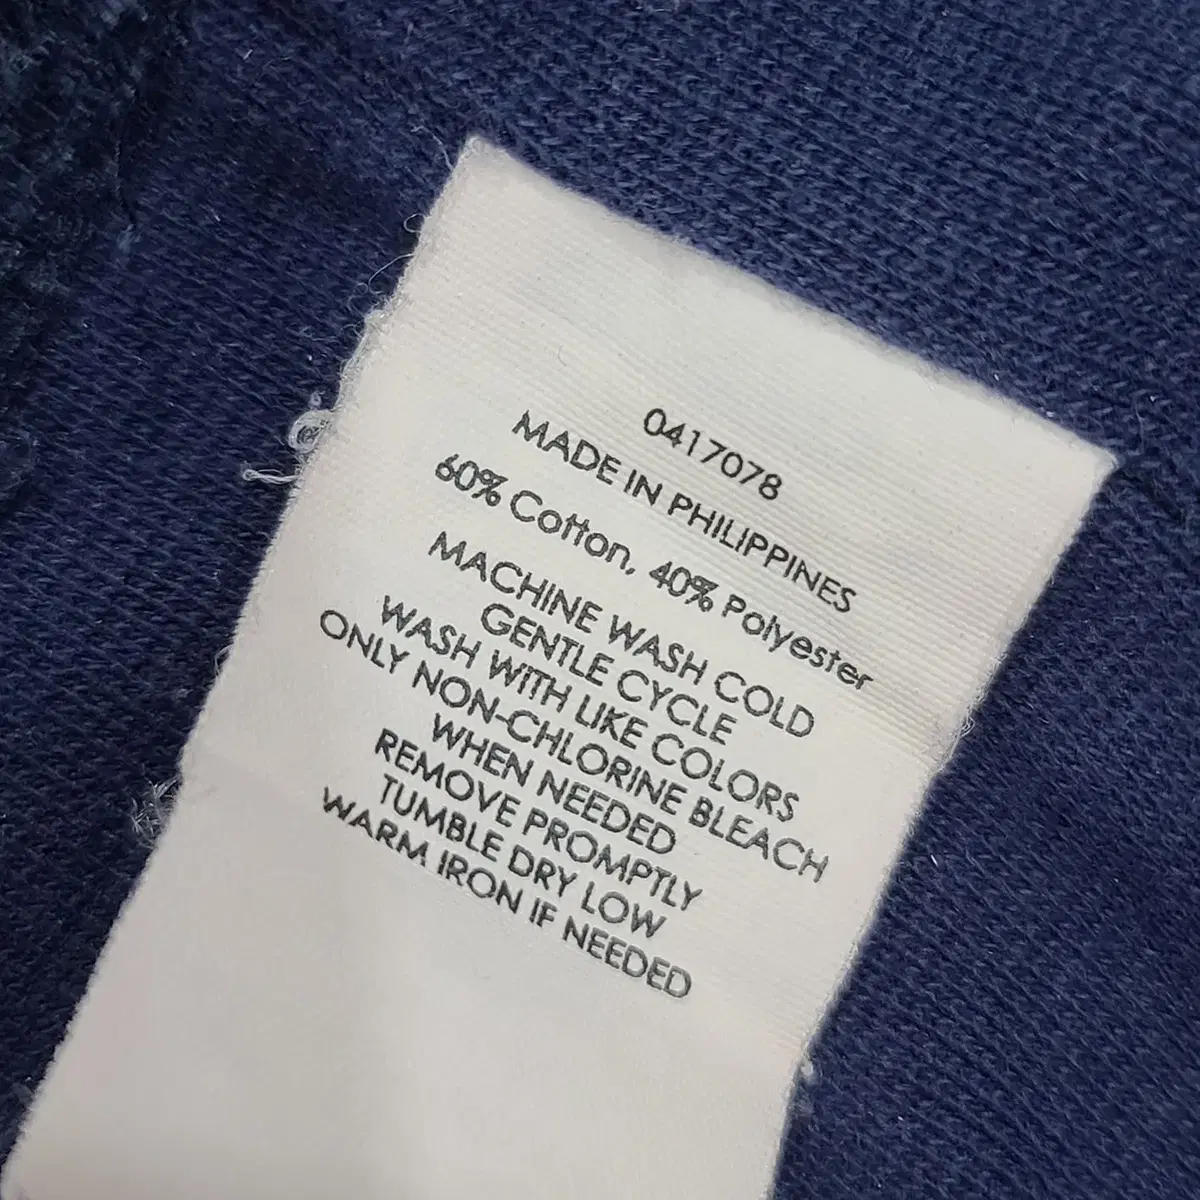 0417078
MADE IN PHILIPPINES
60% Cotton, 40% Polyester
MACHINE WASH COLD
GENTLE CYCLE
WASH WITH LIKE COLORS
ONLY NON-CHLORINE BLEACH
WHEN NEEDED
REMOVE PROMPTLY
TUMBLE DRY LOW
WARM IRON IF NEEDED